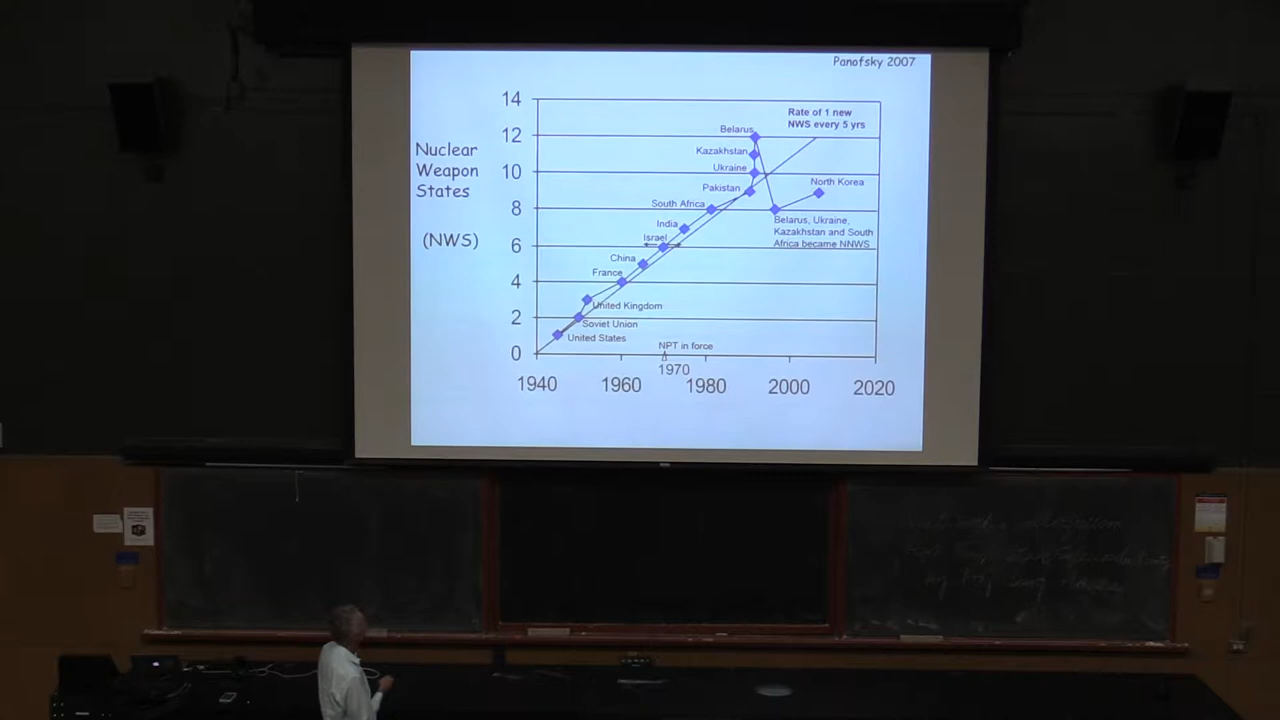 Panofsky 2007
Nuclear
Weapon
States
(NWS)
14
12
10
8
6
4
2
0
Rate of 1 new
NWS every 5 yrs
Belarus
Kazakhstan
Ukraine
Pakistan
North Korea
South Africa
Belarus, Ukraine,
Kazakhstan and South
Africa became NNWS
India
Israel
China
France
United Kingdom
Soviet Union
United States
NPT in force
1970
1940
1960
1980
2000
2020